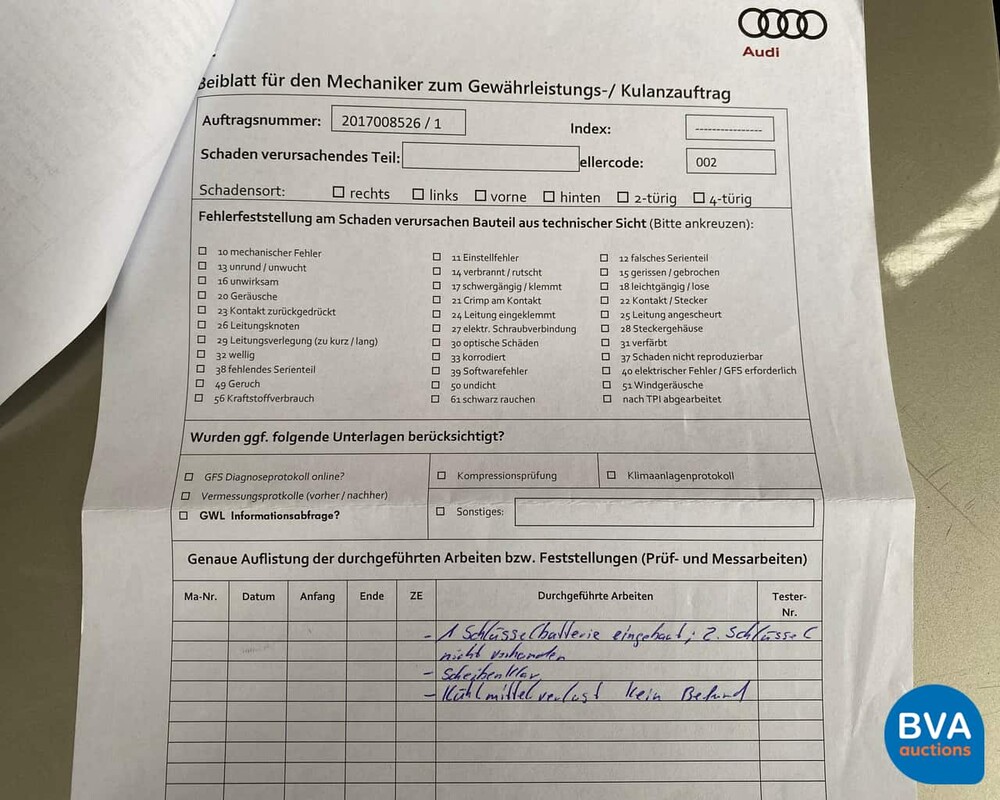 Audi
Beiblatt für den Mechaniker zum Gewährleistungs-/ Kulanzauftrag
Auftragsnummer: 2017008526 / 1 Index: ----------------
Schaden verursachendes Teil: ellercode: 002
Schadensort: rechts links vorne hinten 2-türig 4-türig
Fehlerfeststellung am Schaden verursachen Bauteil aus technischer Sicht (Bitte ankreuzen):
10 mechanischer Fehler 11 Einstellfehler 12 falsches Serienteil
13 unrund / unwucht 14 verbrannt / rutscht 15 gerissen / gebrochen
16 unwirksam 17 schwergängig / klemmt 18 leichtgängig / lose
20 Geräusche 21 Crimp am Kontakt 22 Kontakt / Stecker
23 Kontakt zurückgedrückt 24 Leitung eingeklemmt 25 Leitung angescheurt
26 Leitungsknoten 27 elektr. Schraubverbindung 28 Steckergehäuse
29 Leitungsverlegung (zu kurz / lang) 30 optische Schäden 31 verfärbt
32 wellig 33 korrodiert 37 Schaden nicht reproduzierbar
38 fehlendes Serienteil 39 Softwarefehler 40 elektrischer Fehler / GFS erforderlich
49 Geruch 50 undicht 51 Windgeräusche
56 Kraftstoffverbrauch 61 schwarz rauchen nach TPI abgearbeitet
Wurden ggf. folgende Unterlagen berücksichtigt?
GFS Diagnoseprotokoll online? Kompressionsprüfung Klimaanlagenprotokoll
Vermessungsprotkolle (vorher / nachher)
GWL Informationsabfrage? Sonstiges:
Genaue Auflistung der durchgeführten Arbeiten bzw. Feststellungen (Prüf- und Messarbeiten)
Ma-Nr. Datum Anfang Ende ZE Durchgeführte Arbeiten Tester-
Nr.
- 1 Schlüsselbatterie eingebaut; 2. Schlüssel
nicht vorhanden
- Scheibenklar
- Kühlmittelverlust kein Befund
BVA
auctions